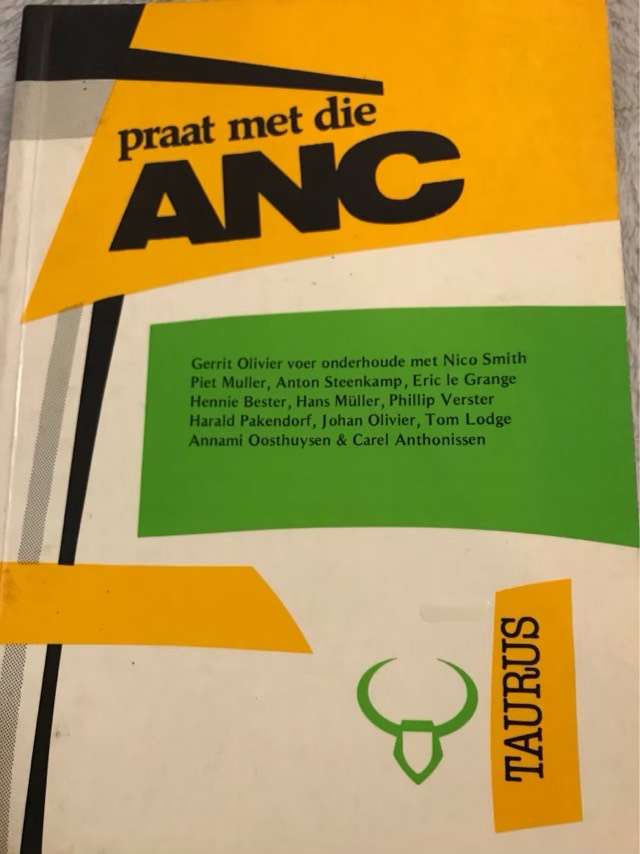 praat met die
ANC
Gerrit Olivier voer onderhoude met Nico Smith
Piet Muller, Anton Steenkamp, Eric le Grange
Hennie Bester, Hans Müller, Phillip Verster
Harald Pakendorf, Johan Olivier, Tom Lodge
Annami Oosthuysen & Carel Anthonissen
TAURUS